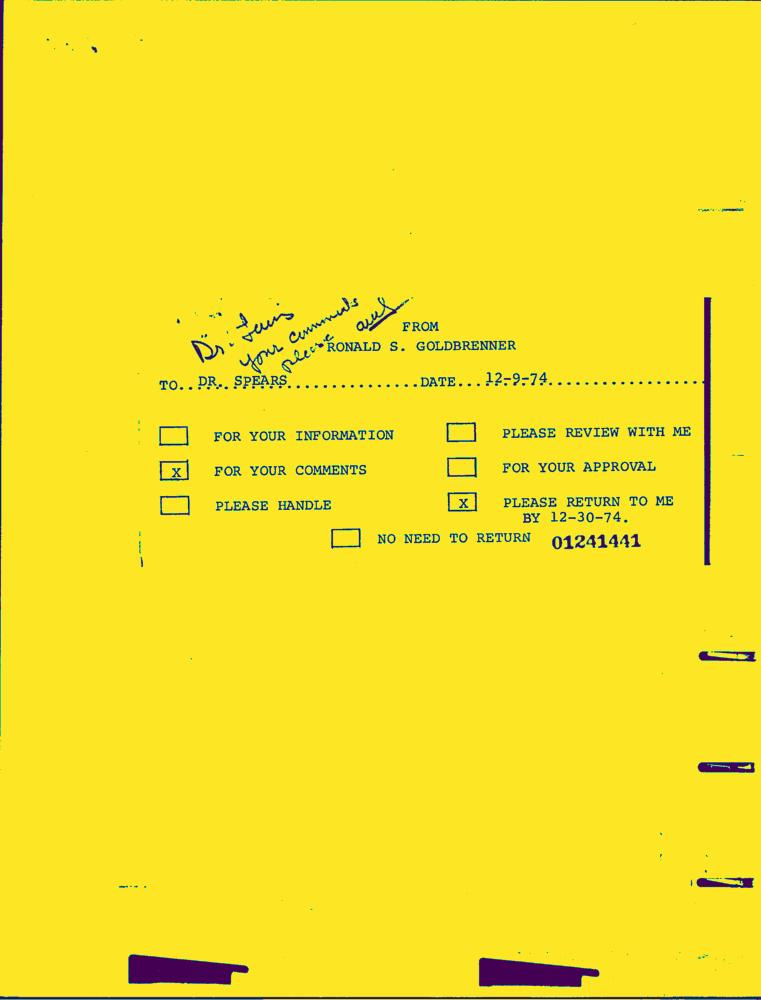 Dr. Lewis
your comments
please
FROM
RONALD S. GOLDBRENNER
TO..DR. SPEARS................DATE...12-9-74...................
FOR YOUR INFORMATION
PLEASE REVIEW WITH ME
X FOR YOUR COMMENTS
FOR YOUR APPROVAL
PLEASE HANDLE
X PLEASE RETURN TO ME
BY 12-30-74.
NO NEED TO RETURN
01241441